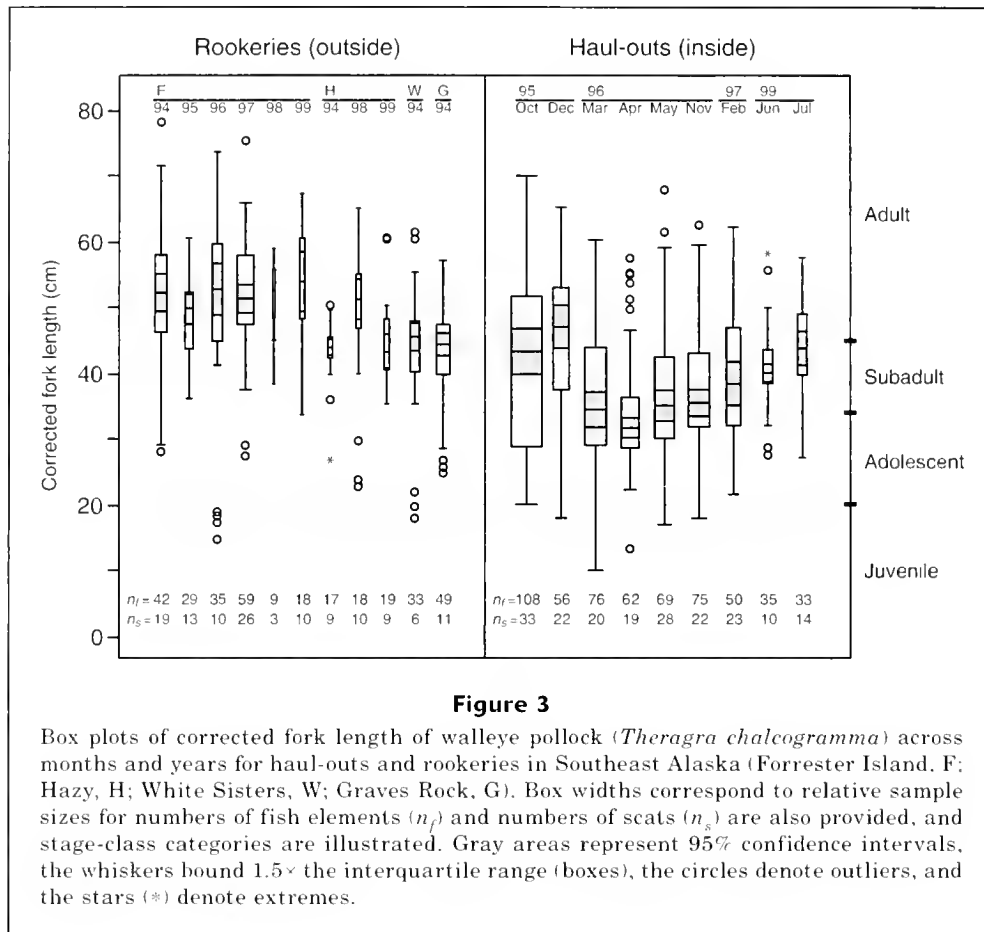 Rookeries (outside) Haul-outs (inside)
F H W G 95 96 97 99
94 95 96 97 98 99 94 98 99 94 94 Oct Dec Mar Apr May Nov Feb Jun Jul
80
60
40
20
0
Corrected fork length (cm)
Adult
Subadult
Adolescent
Juvenile
* *
nf = 42 29 35 59 9 18 17 18 19 33 49 nf = 108 56 76 62 69 75 50 35 33
ns = 19 13 10 26 3 10 9 10 9 6 11 ns = 33 22 20 19 28 22 23 10 14
Figure 3
Box plots of corrected fork length of walleye pollock (Theragra chalcogramma) across
months and years for haul-outs and rookeries in Southeast Alaska (Forrester Island, F;
Hazy, H; White Sisters, W; Graves Rock, G). Box widths correspond to relative sample
sizes for numbers of fish elements (nf) and numbers of scats (ns) are also provided, and
stage-class categories are illustrated. Gray areas represent 95% confidence intervals,
the whiskers bound 1.5× the interquartile range (boxes), the circles denote outliers, and
the stars (*) denote extremes.